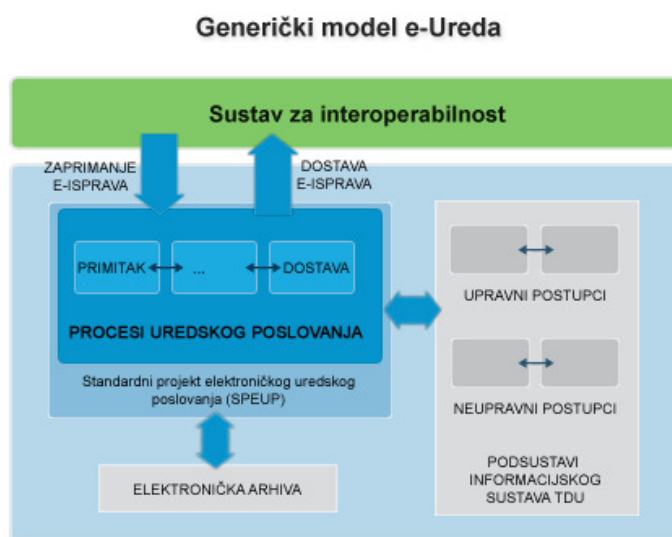 Generički model e-Ureda
Sustav za interoperabilnost
ZAPRIMANJE
E-ISPRAVA
DOSTAVA
E-ISPRAVA
PRIMITAK
...
DOSTAVA
PROCESI UREDSKOG POSLOVANJA
Standardni projekt elektroničkog uredskog
poslovanja (SPEUP)
ELEKTRONIČKA ARHIVA
UPRAVNI POSTUPCI
NEUPRAVNI POSTUPCI
PODSUSTAVI
INFORMACIJSKOG
SUSTAVA TDU